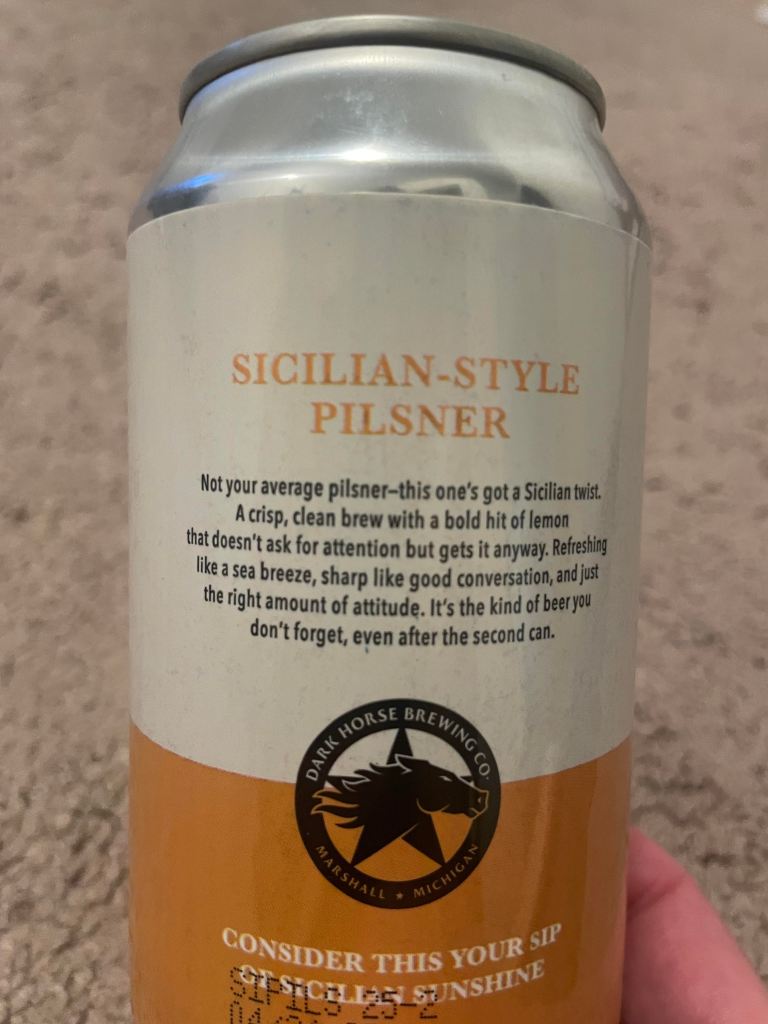 SICILIAN-STYLE
PILSNER
Not your average pilsner–this one's got a Sicilian twist.
A crisp, clean brew with a bold hit of lemon
that doesn't ask for attention but gets it anyway. Refreshing
like a sea breeze, sharp like good conversation, and just
the right amount of attitude. It's the kind of beer you
don't forget, even after the second can.
DARK HORSE BREWING CO.
MARSHALL ★ MICHIGAN
CONSIDER THIS YOUR SIP
OF SICILIAN SUNSHINE
SIPILS 25-2